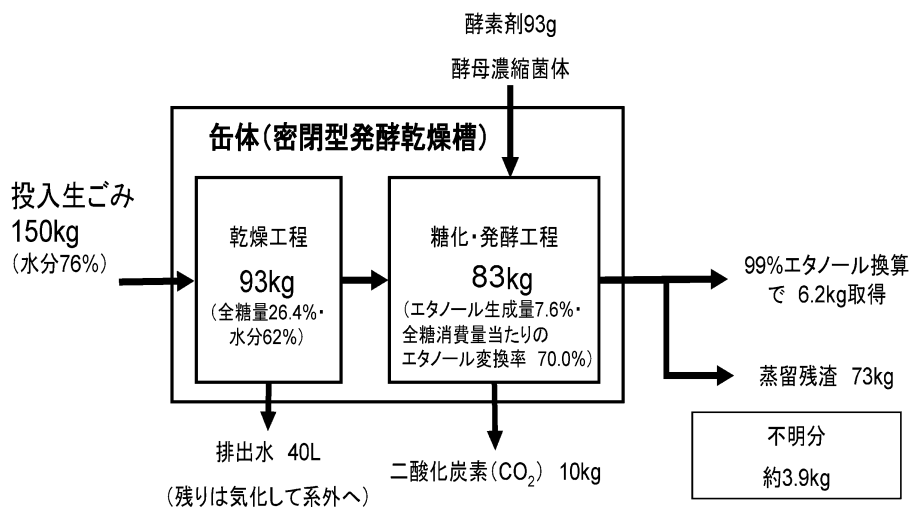 酵素剤93g
酵母濃縮菌体
缶体(密閉型発酵乾燥槽)
投入生ごみ
150kg
(水分76%)
乾燥工程
93kg
(全糖量26.4%・
水分62%)
糖化・発酵工程
83kg
(エタノール生成量7.6%・
全糖消費量当たりの
エタノール変換率 70.0%)
99%エタノール換算
で 6.2kg取得
蒸留残渣 73kg
排出水 40L
(残りは気化して系外へ)
二酸化炭素(CO₂) 10kg
不明分
約3.9kg